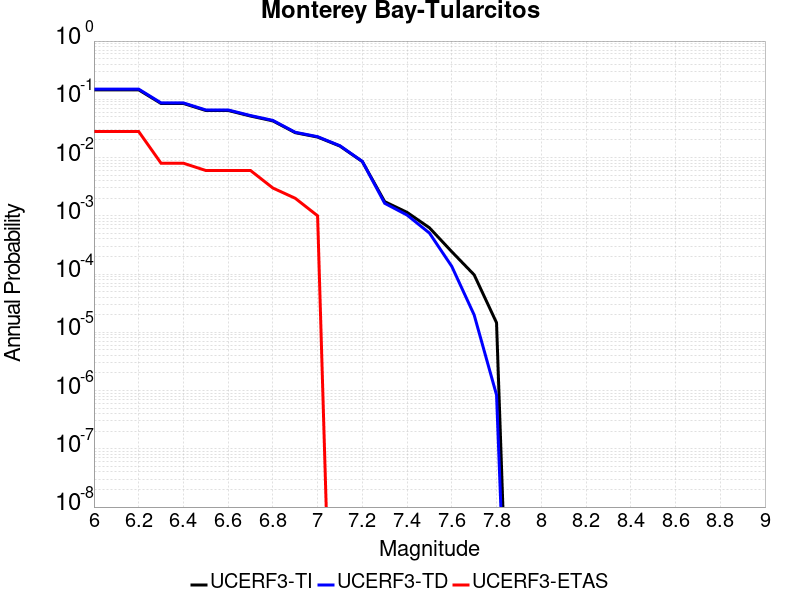 Monterey Bay-Tularcitos
Annual Probability
10^0
10^-1
10^-2
10^-3
10^-4
10^-5
10^-6
10^-7
10^-8
6 6.2 6.4 6.6 6.8 7 7.2 7.4 7.6 7.8 8 8.2 8.4 8.6 8.8 9
Magnitude
UCERF3-TI UCERF3-TD UCERF3-ETAS